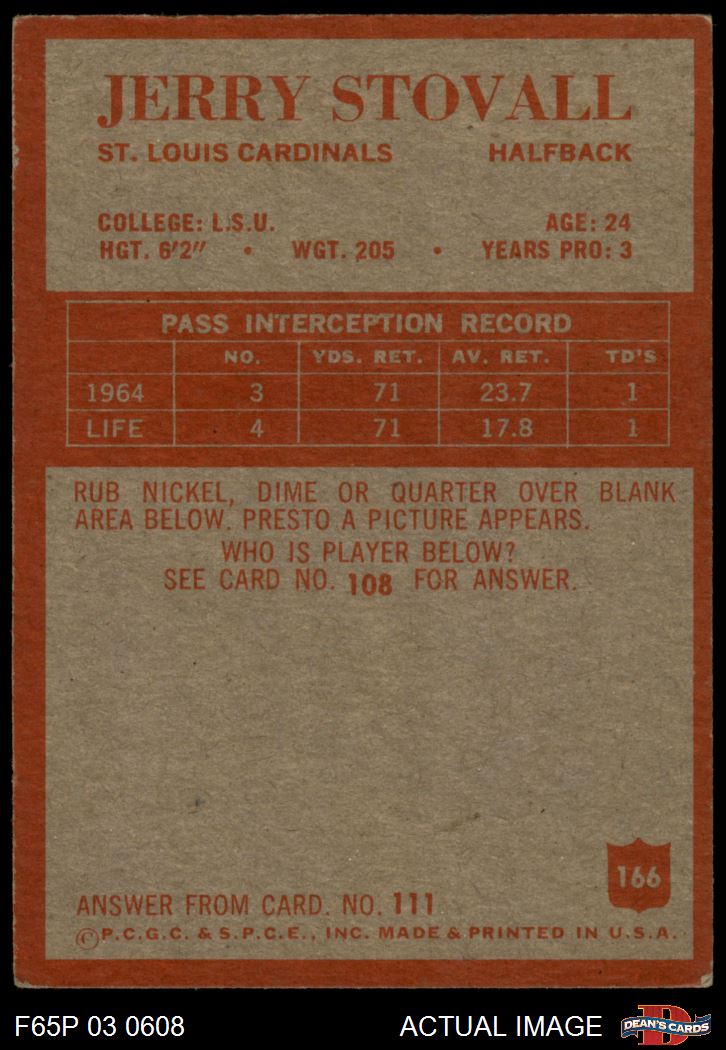 JERRY STOVALL
ST. LOUIS CARDINALS HALFBACK
COLLEGE: L.S.U. AGE: 24
HGT. 6'2" • WGT. 205 • YEARS PRO: 3
PASS INTERCEPTION RECORD
NO. YDS. RET. AV. RET. TD'S
1964 3 71 23.7 1
LIFE 4 71 17.8 1
RUB NICKEL, DIME OR QUARTER OVER BLANK
AREA BELOW. PRESTO A PICTURE APPEARS.
WHO IS PLAYER BELOW?
SEE CARD NO. 108 FOR ANSWER.
166
ANSWER FROM CARD. NO. 111
©P.C.G.C. & S.P.C.E., INC. MADE & PRINTED IN U.S.A.
F65P 03 0608 ACTUAL IMAGE
D
DEAN'S CARDS